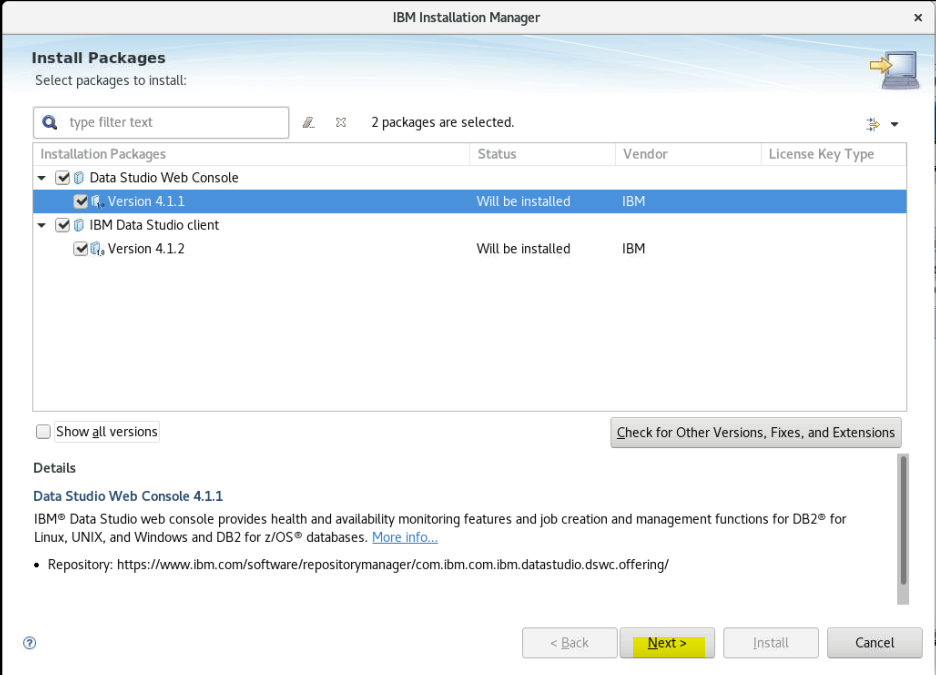 IBM Installation Manager
Install Packages
Select packages to install:
type filter text
2 packages are selected.
Installation Packages Status Vendor License Key Type
Data Studio Web Console
Version 4.1.1 Will be installed IBM
IBM Data Studio client
Version 4.1.2 Will be installed IBM
Show all versions
Check for Other Versions, Fixes, and Extensions
Details
Data Studio Web Console 4.1.1
IBM® Data Studio web console provides health and availability monitoring features and job creation and management functions for DB2® for
Linux, UNIX, and Windows and DB2 for z/OS® databases. More info...
• Repository: https://www.ibm.com/software/repositorymanager/com.ibm.com.ibm.datastudio.dswc.offering/
< Back Next > Install Cancel